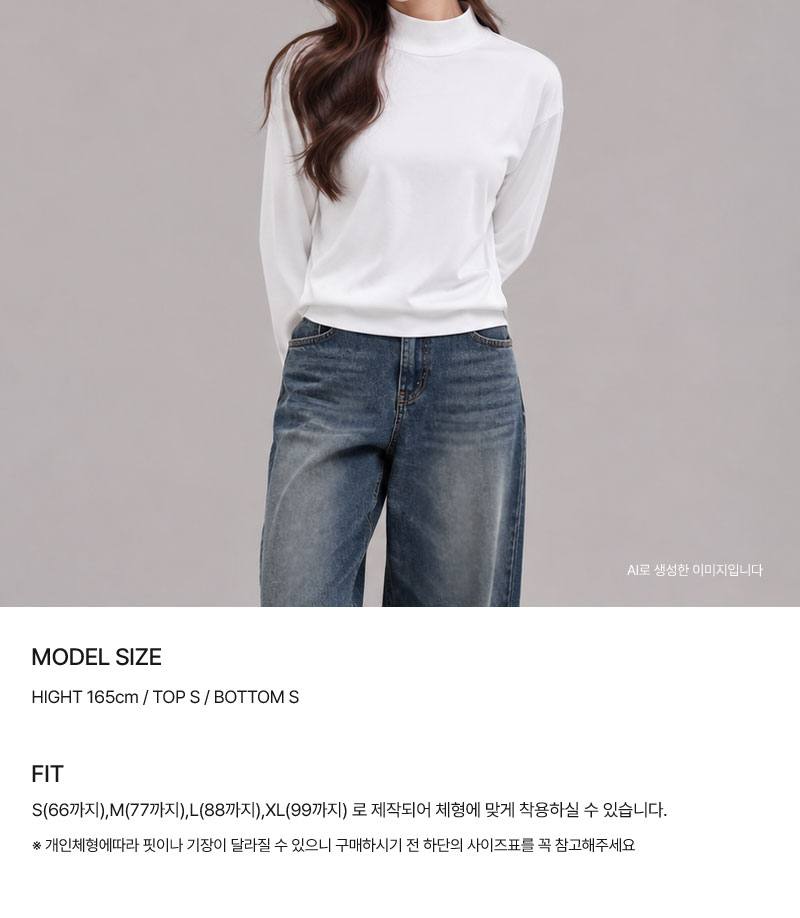 AI로 생성한 이미지입니다
MODEL SIZE
HIGHT 165cm / TOP S / BOTTOM S
FIT
S(66까지),M(77까지),L(88까지),XL(99까지) 로 제작되어 체형에 맞게 착용하실 수 있습니다.
※ 개인체형에따라 핏이나 기장이 달라질 수 있으니 구매하시기 전 하단의 사이즈표를 꼭 참고해주세요